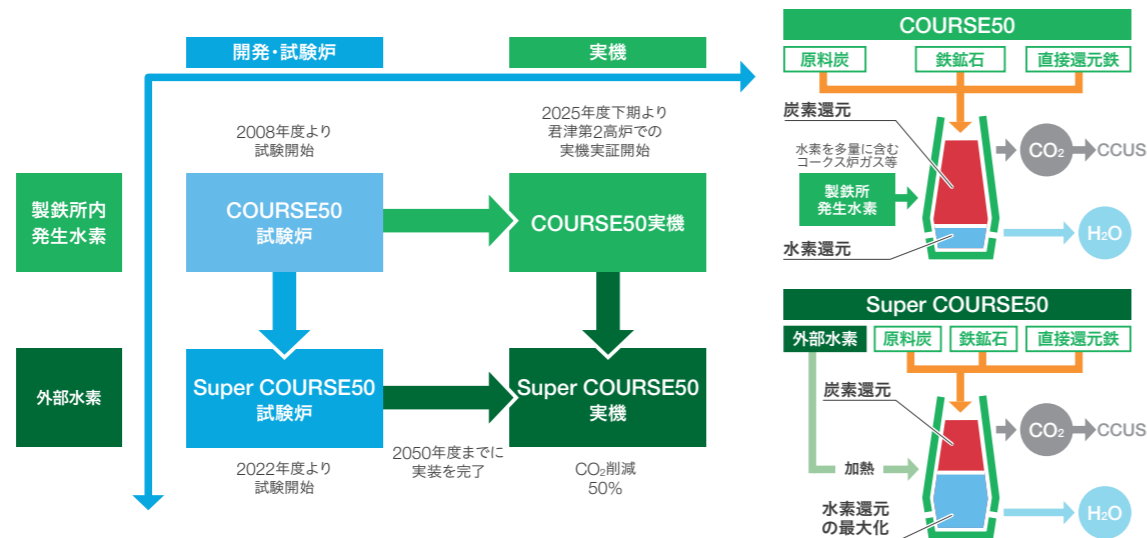 開発・試験炉
実機
2008年度より
試験開始
2025年度下期より
君津第2高炉での
実機実証開始
製鉄所内
発生水素
COURSE50
試験炉
COURSE50実機
外部水素
Super COURSE50
試験炉
Super COURSE50
実機
2022年度より
試験開始
2050年度までに
実装を完了
CO₂削減
50%
COURSE50
原料炭
鉄鉱石
直接還元鉄
炭素還元
水素を多量に含む
コークス炉ガス等
製鉄所
発生水素
水素還元
CO₂
CCUS
H₂O
Super COURSE50
外部水素
原料炭
鉄鉱石
直接還元鉄
炭素還元
CO₂
CCUS
加熱
水素還元
の最大化
H₂O